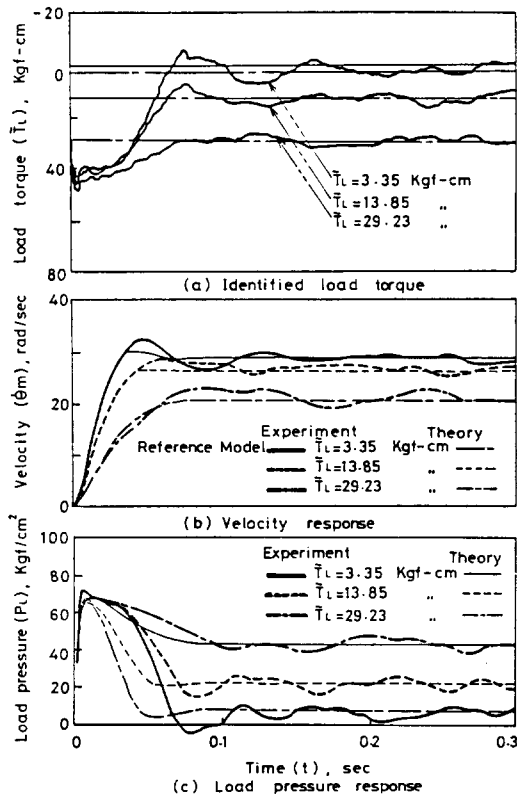 Load torque (T̃L), Kgf-cm
-20
0
40
80
T̃L=3.35 Kgf-cm
T̃L=13.85 „
T̃L=29.23 „
(a) Identified load torque
Velocity (θ̇m), rad/sec
40
20
0
Experiment Theory
Reference Model T̃L=3.35 Kgf-cm
T̃L=13.85 „
T̃L=29.23 „
(b) Velocity response
Load pressure (PL), Kgf/cm²
100
80
60
40
20
0
Experiment Theory
T̃L=3.35 Kgf-cm
T̃L=13.85 „
T̃L=29.23 „
0 0.1 0.2 0.3
Time (t), sec
(c) Load pressure response